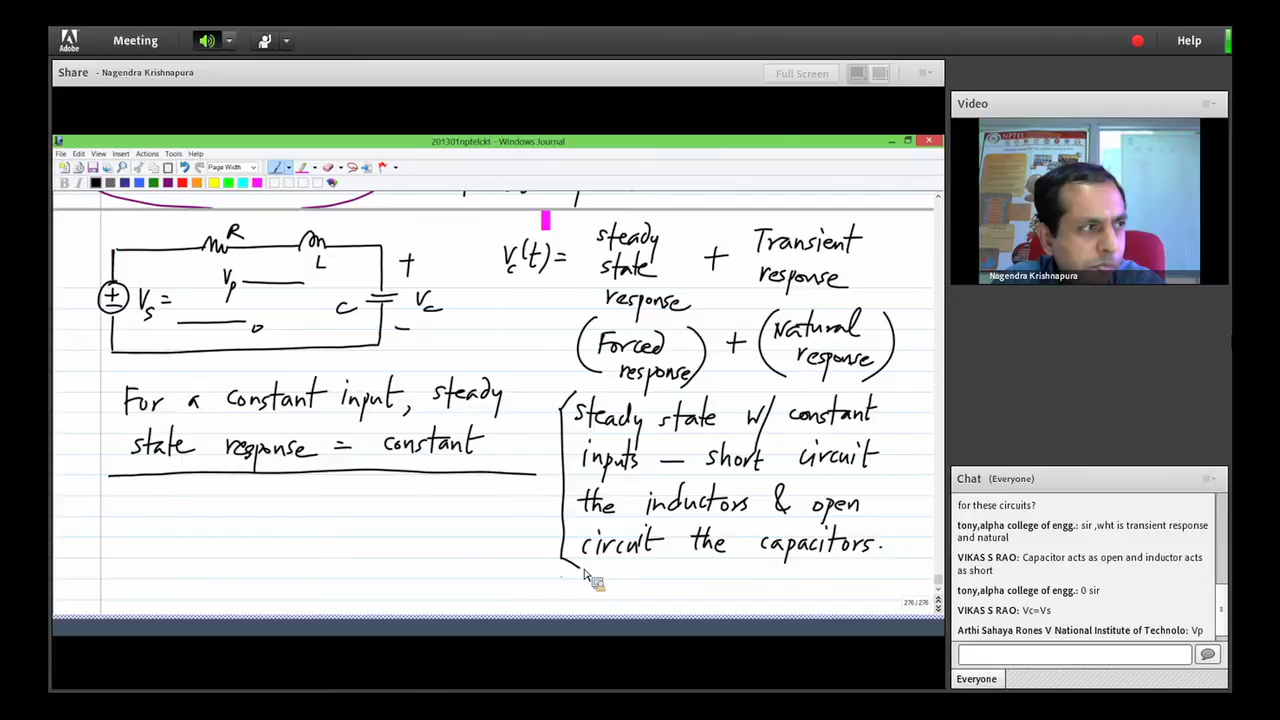 Meeting
Help
Share - Nagendra Krishnapura
Full Screen
Video
201301nptelckt - Windows Journal
File Edit View Insert Actions Tools Help
Page Width
B I
Nagendra Krishnapura
R
L
Vs =
Vp
0
C
+
Vc
-
Vc(t) = steady state response + Transient response
(Forced response) + (Natural response)
For a constant input, steady
state response = constant
steady state w/ constant
inputs — short circuit
the inductors & open
circuit the capacitors.
276 / 276
Chat (Everyone)
for these circuits?
tony,alpha college of engg.: sir ,wht is transient response
and natural
VIKAS S RAO: Capacitor acts as open and inductor acts
as short
tony,alpha college of engg.: 0 sir
VIKAS S RAO: Vc=Vs
Arthi Sahaya Rones V National Institute of Technolo: Vp
Everyone
Adobe